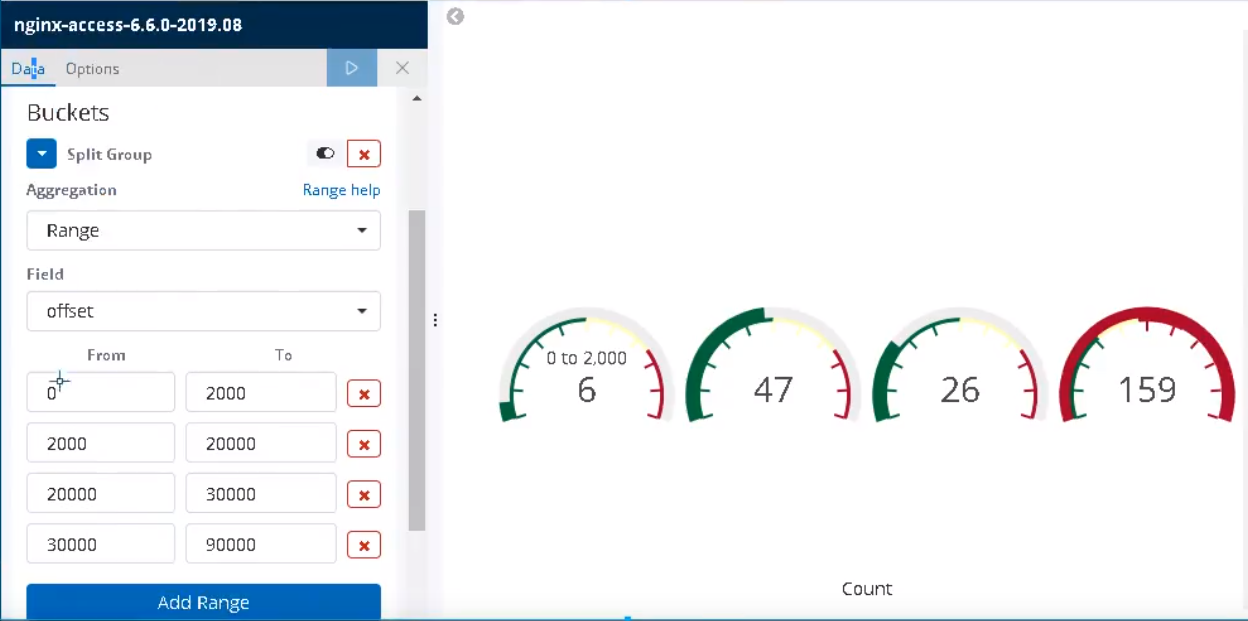 nginx-access-6.6.0-2019.08
Data Options
Buckets
Split Group
Aggregation Range help
Range
Field
offset
From To
0 2000
2000 20000
20000 30000
30000 90000
Add Range
0 to 2,000
6 47 26 159
Count